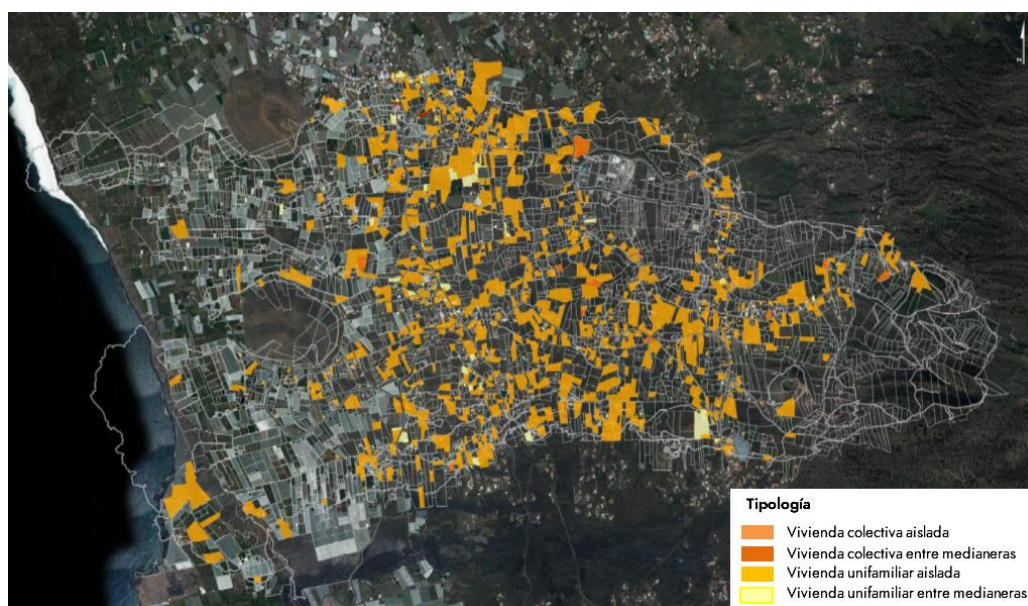 Tipología
Vivienda colectiva aislada
Vivienda colectiva entre medianeras
Vivienda unifamiliar aislada
Vivienda unifamiliar entre medianeras